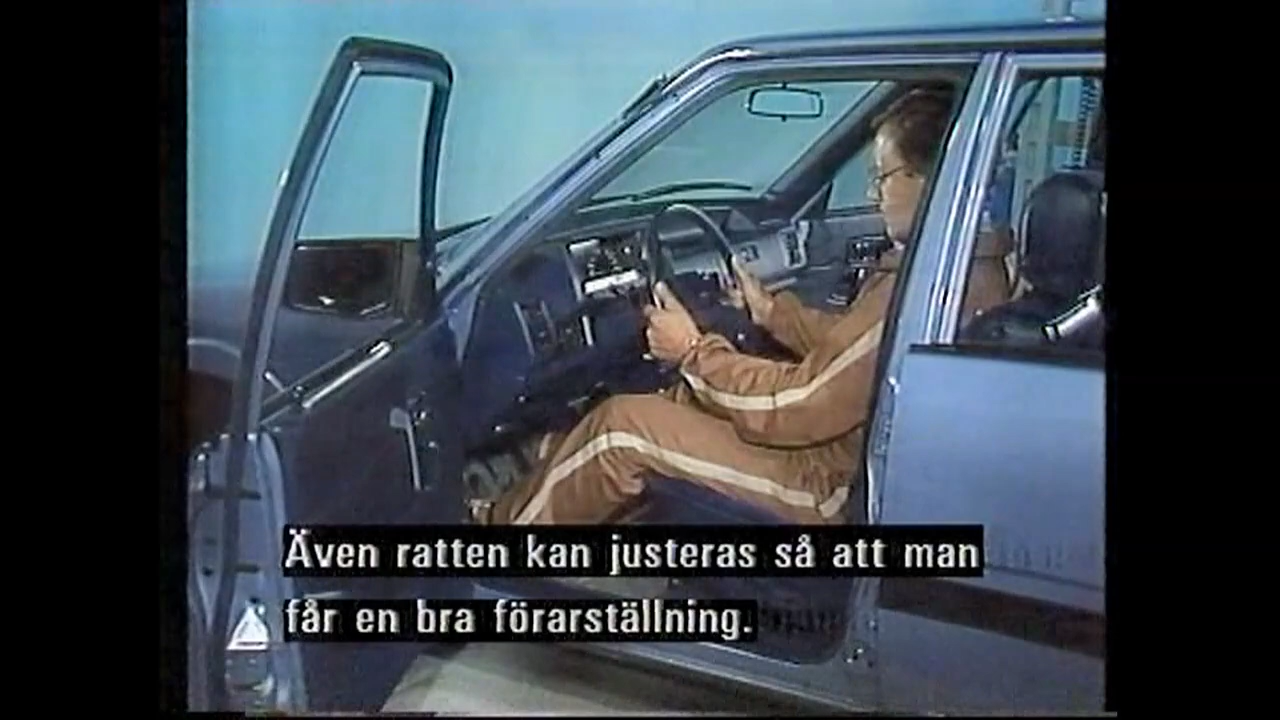 Även ratten kan justeras så att man
får en bra förarställning.